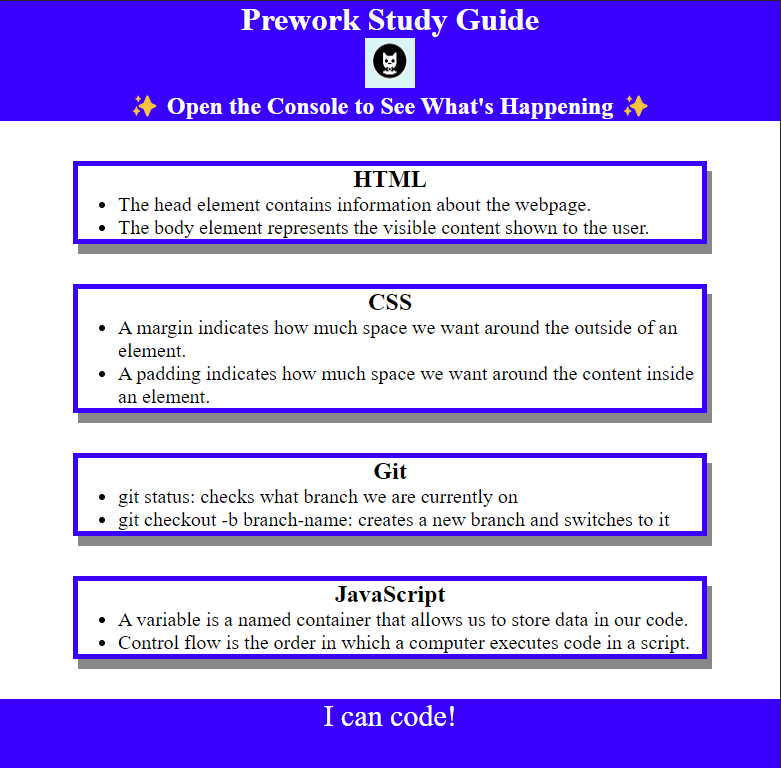 Prework Study Guide
✨ Open the Console to See What's Happening ✨
HTML
• The head element contains information about the webpage.
• The body element represents the visible content shown to the user.
CSS
• A margin indicates how much space we want around the outside of an
element.
• A padding indicates how much space we want around the content inside
an element.
Git
• git status: checks what branch we are currently on
• git checkout -b branch-name: creates a new branch and switches to it
JavaScript
• A variable is a named container that allows us to store data in our code.
• Control flow is the order in which a computer executes code in a script.
I can code!